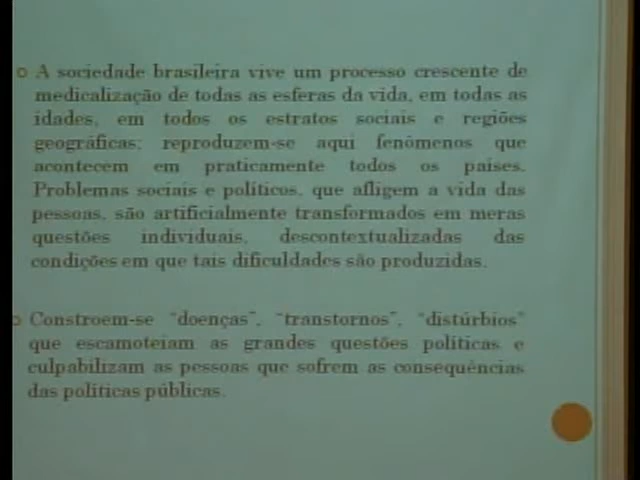 A sociedade brasileira vive um processo crescente de
medicalização de todas as esferas da vida, em todas as
idades, em todos os estratos sociais e regiões
geográficas; reproduzem-se aqui fenômenos que
acontecem em praticamente todos os países.
Problemas sociais e políticos, que afligem a vida das
pessoas, são artificialmente transformados em meras
questões individuais, descontextualizadas das
condições em que tais dificuldades são produzidas.
Constroem-se "doenças", "transtornos", "distúrbios"
que escamoteiam as grandes questões políticas e
culpabilizam as pessoas que sofrem as consequências
das políticas públicas.